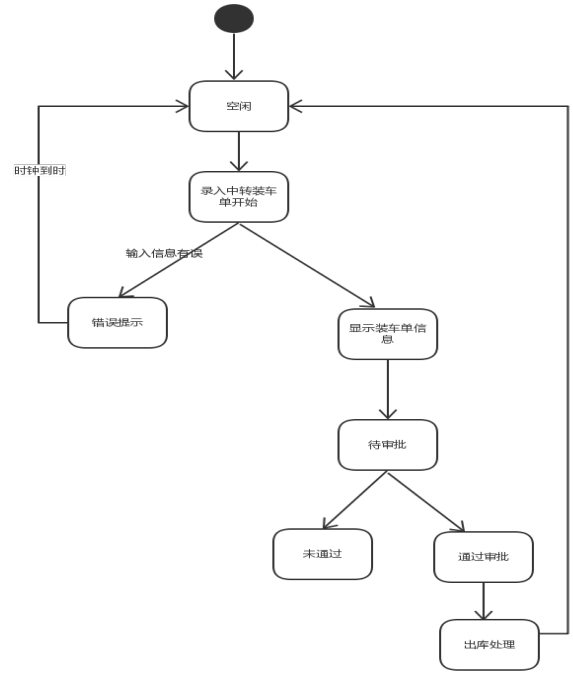 空闲
时钟到时
录入中转装车
单开始
输入信息有误
错误提示
显示装车单信
息
待审批
未通过
通过审批
出库处理